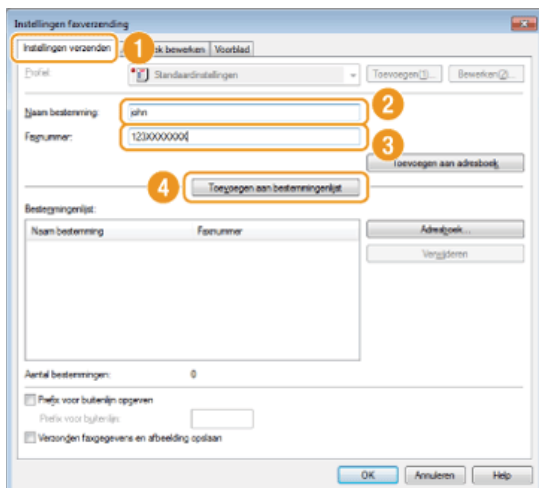 Instellingen faxverzending
Instellingen verzenden 1 ok bewerken Voorblad
Profiel: Standaardinstellingen Toevoegen(1)... Bewerken(2)...
Naam bestemming: john 2
Faxnummer: 123XXXXXXX 3
Toevoegen aan adresboek
4 Toevoegen aan bestemmingenlijst
Bestemmingenlijst:
Naam bestemming Faxnummer
Adresboek...
Verwijderen
Aantal bestemmingen: 0
Prefix voor buitenlijn opgeven
Prefix voor buitenlijn:
Verzonden faxgegevens en afbeelding opslaan
OK Annuleren Help